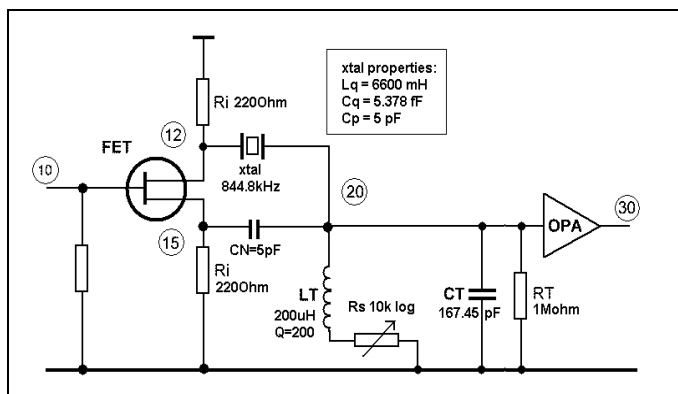 xtal properties:
Lq = 6600 mH
Cq = 5.378 fF
Cp = 5 pF
Ri 220Ohm
12
FET
10
xtal
844.8kHz
20
30
OPA
15
CN=5pF
Ri
220Ohm
LT
200uH
Q=200
Rs 10k log
CT
167.45 pF
RT
1Mohm